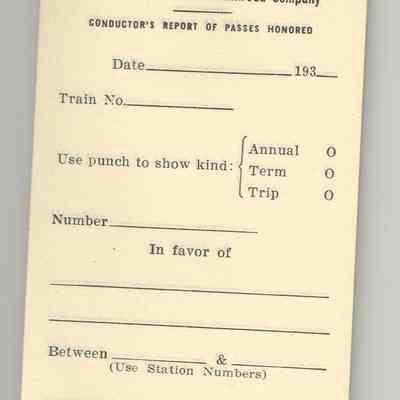 Company
CONDUCTOR'S REPORT OF PASSES HONORED
Date 193
Train No.
Use punch to show kind:
Annual O
Term O
Trip O
Number
In favor of
Between &
(Use Station Numbers)